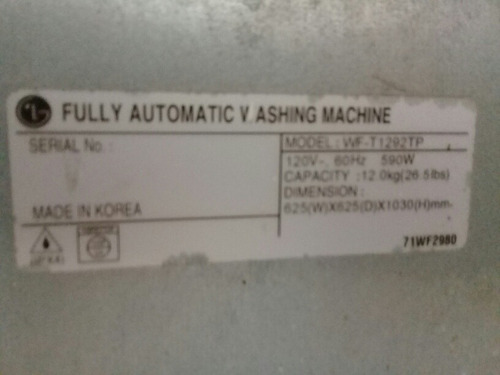 LG FULLY AUTOMATIC W ASHING MACHINE
SERIAL No.:
MODEL: WF-T1292TP
120V~, 60Hz 590W
CAPACITY :12.0kg(26.5lbs)
DIMENSION :
625(W)X625(D)X1030(H)mm
MADE IN KOREA
71WF2980